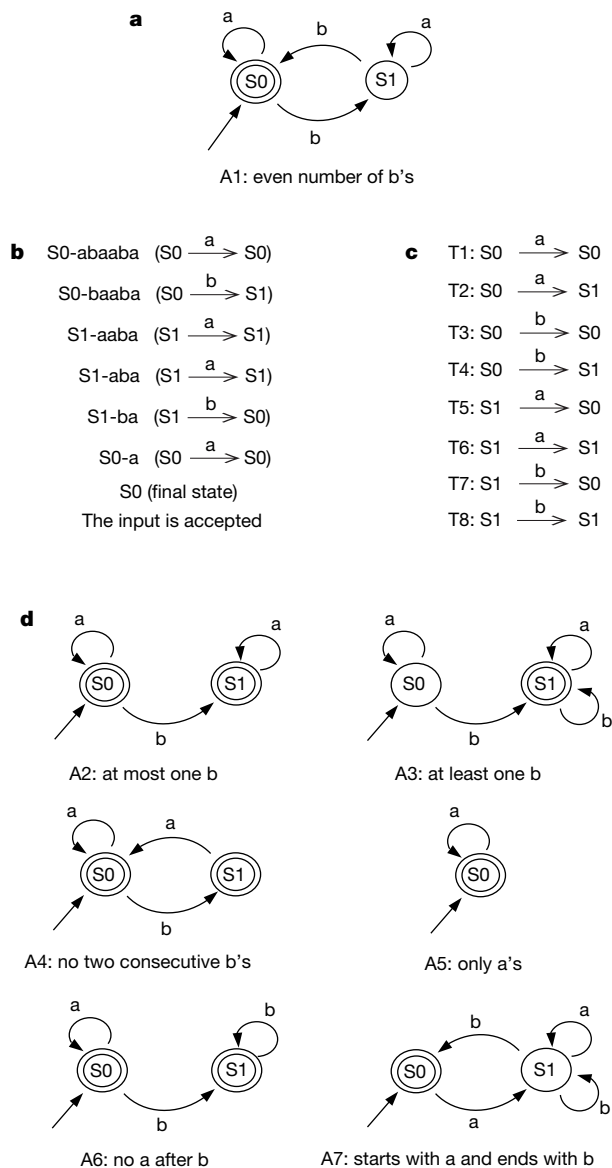 a
a
b
a
S0
S1
b
A1: even number of b's
b
S0-abaaba (S0 a S0)
S0-baaba (S0 b S1)
S1-aaba (S1 a S1)
S1-aba (S1 a S1)
S1-ba (S1 b S0)
S0-a (S0 a S0)
S0 (final state)
The input is accepted
c
T1: S0 a S0
T2: S0 a S1
T3: S0 b S0
T4: S0 b S1
T5: S1 a S0
T6: S1 a S1
T7: S1 b S0
T8: S1 b S1
d
a
a
S0
S1
b
A2: at most one b
a
a
S0
S1
b
b
A3: at least one b
a
a
S0
S1
b
A4: no two consecutive b's
a
S0
A5: only a's
a
b
S0
S1
b
A6: no a after b
b
a
S0
S1
a
b
A7: starts with a and ends with b